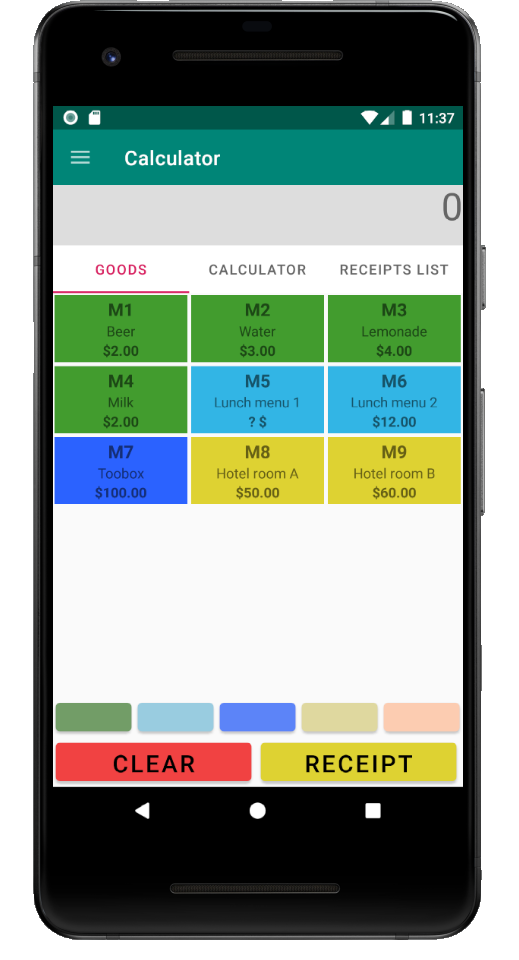 11:37
Calculator
0
GOODS CALCULATOR RECEIPTS LIST
M1
Beer
$2.00
M2
Water
$3.00
M3
Lemonade
$4.00
M4
Milk
$2.00
M5
Lunch menu 1
? $
M6
Lunch menu 2
$12.00
M7
Toobox
$100.00
M8
Hotel room A
$50.00
M9
Hotel room B
$60.00
CLEAR RECEIPT